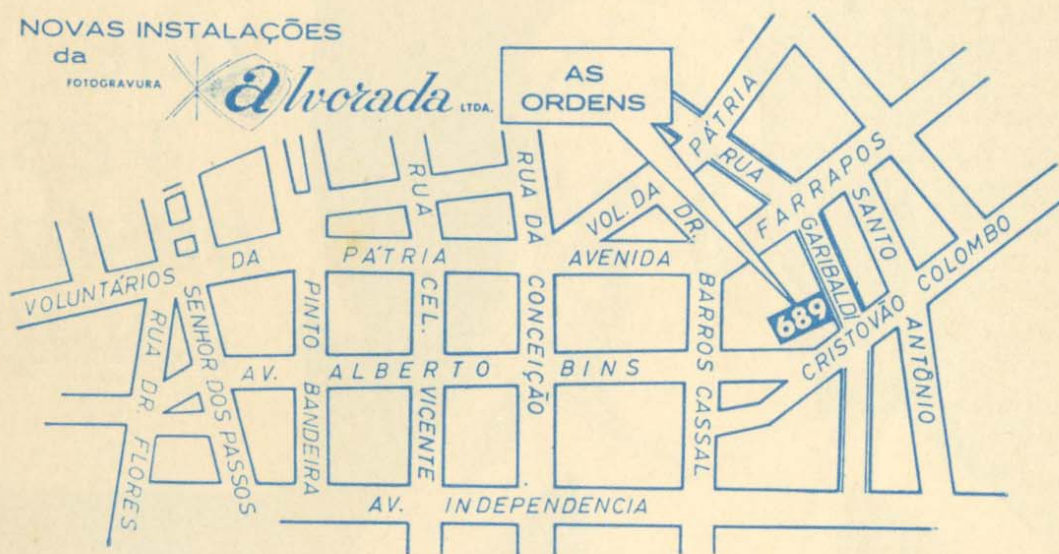 NOVAS INSTALAÇÕES
da
FOTOGRAVURA alvorada LTDA.
AS
ORDENS
PÁTRIA
RUA
FARRAPOS
GARIBALDI
SANTO
ANTÔNIO
CRISTOVÃO COLOMBO
689
VOL. DA
DR.
BARROS CASSAL
AVENIDA
RUA DA
CONCEIÇÃO
RUA
CEL.
VICENTE
VOLUNTÁRIOS DA PÁTRIA
PINTO
BANDEIRA
SENHOR DOS PASSOS
RUA DR. FLORES
AV. ALBERTO BINS
AV. INDEPENDENCIA